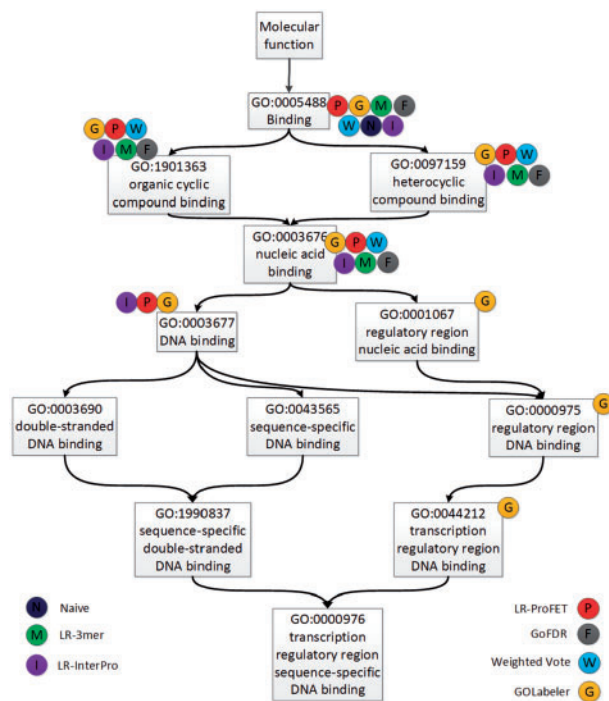 Molecular
function
GO:0005488
Binding
P G M F
W N I
G P W
I M F
GO:1901363
organic cyclic
compound binding
GO:0097159
heterocyclic
compound binding
G P W
I M F
GO:0003676
nucleic acid
binding
G P W
I M F
I P G
GO:0003677
DNA binding
GO:0001067
regulatory region
nucleic acid binding
G
GO:0003690
double-stranded
DNA binding
GO:0043565
sequence-specific
DNA binding
GO:0000975
regulatory region
DNA binding
G
GO:1990837
sequence-specific
double-stranded
DNA binding
GO:0044212
transcription
regulatory region
DNA binding
G
GO:0000976
transcription
regulatory region
sequence-specific
DNA binding
N Naive
M LR-3mer
I LR-InterPro
LR-ProFET P
GoFDR F
Weighted Vote W
GOLabeler G